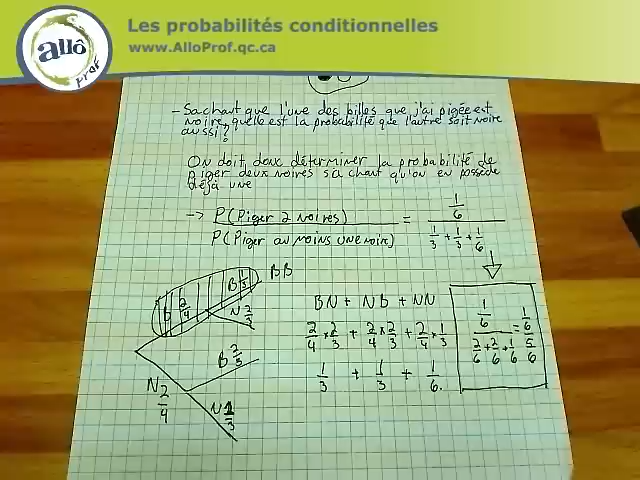 Les probabilités conditionnelles
www.AlloProf.qc.ca
allô
prof
- Sachant que l'une des billes que j'ai pigée est
noire, quelle est la probabilité que l'autre soit noire
aussi?
On doit donc déterminer la probabilité de
piger deux noires sachant qu'on en possède
déjà une
-> P(Piger 2 noires) = 1/6
P(Piger au moins une noire) 1/3 + 1/3 + 1/6
BB
B 2/4 B 1/3
N 2/3
B 2/3
N 2/4 N 1/3
BN + NB + NN
2/4 × 2/3 + 2/4 × 2/3 + 2/4 × 1/3
1/3 + 1/3 + 1/6.
1/6 = 1/6
2/6 + 2/6 + 1/6 5/6